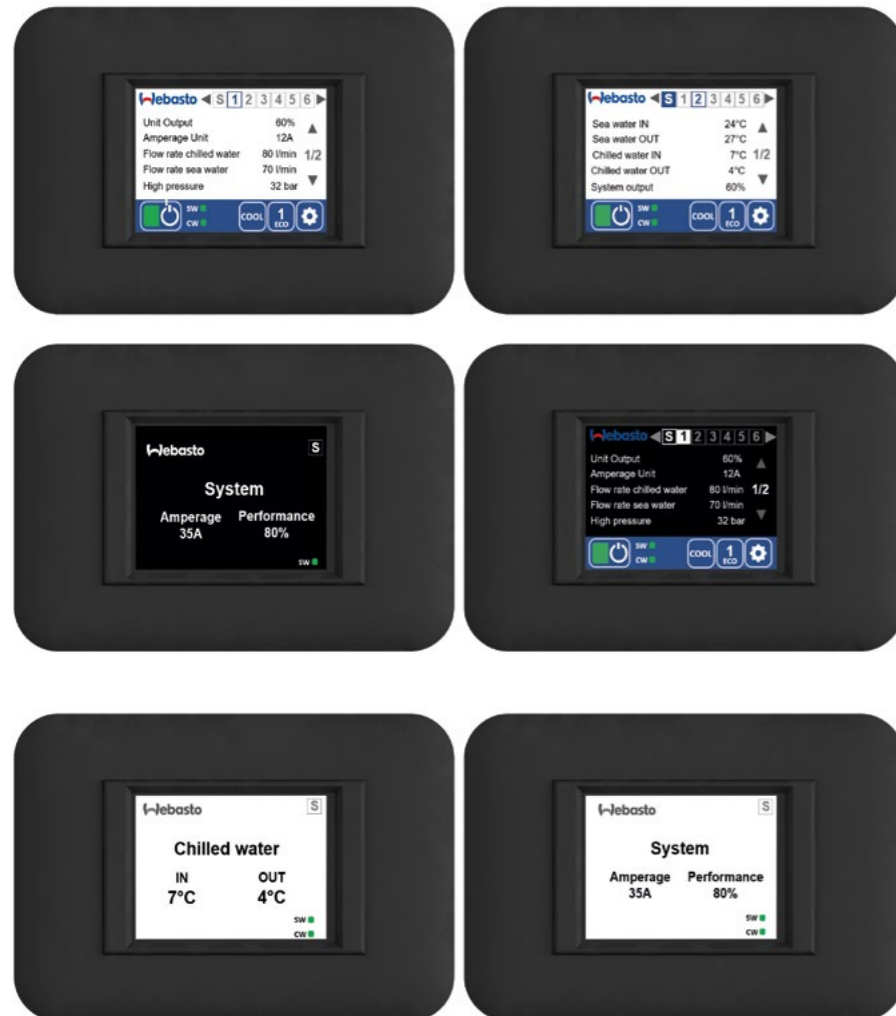 Webasto ◀ S 1 2 3 4 5 6 ▶
Unit Output 60% ▲
Amperage Unit 12A
Flow rate chilled water 80 l/min 1/2
Flow rate sea water 70 l/min
High pressure 32 bar ▼
SW
CW
COOL
1
ECO
Webasto ◀ S 1 2 3 4 5 6 ▶
Sea water IN 24°C ▲
Sea water OUT 27°C
Chilled water IN 7°C 1/2
Chilled water OUT 4°C
System output 60% ▼
SW
CW
COOL
1
ECO
Webasto S
System
Amperage Performance
35A 80%
SW
Webasto ◀ S 1 2 3 4 5 6 ▶
Unit Output 60% ▲
Amperage Unit 12A
Flow rate chilled water 80 l/min 1/2
Flow rate sea water 70 l/min
High pressure 32 bar ▼
SW
CW
COOL
1
ECO
Webasto S
Chilled water
IN OUT
7°C 4°C
SW
CW
Webasto S
System
Amperage Performance
35A 80%
SW
CW